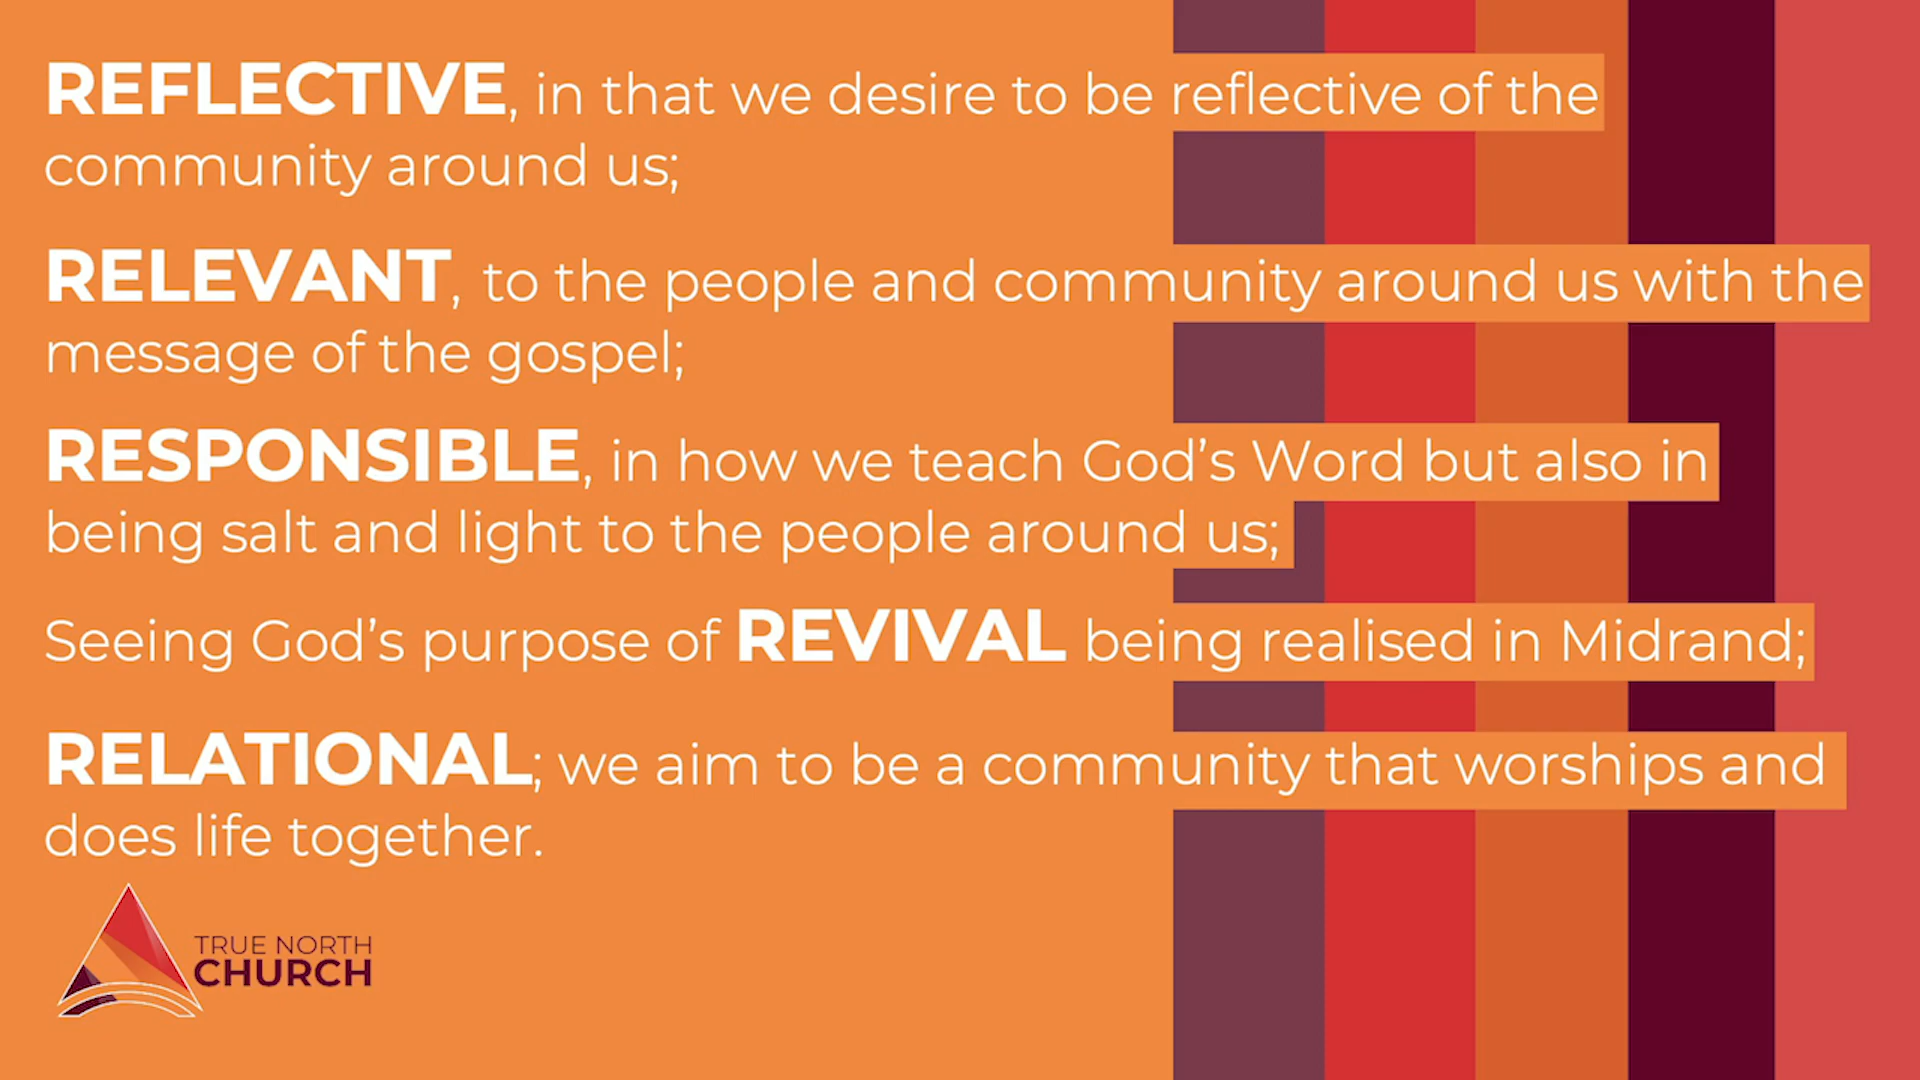 REFLECTIVE, in that we desire to be reflective of the
community around us;
RELEVANT, to the people and community around us with the
message of the gospel;
RESPONSIBLE, in how we teach God’s Word but also in
being salt and light to the people around us;
Seeing God’s purpose of REVIVAL being realised in Midrand;
RELATIONAL; we aim to be a community that worships and
does life together.
TRUE NORTH
CHURCH